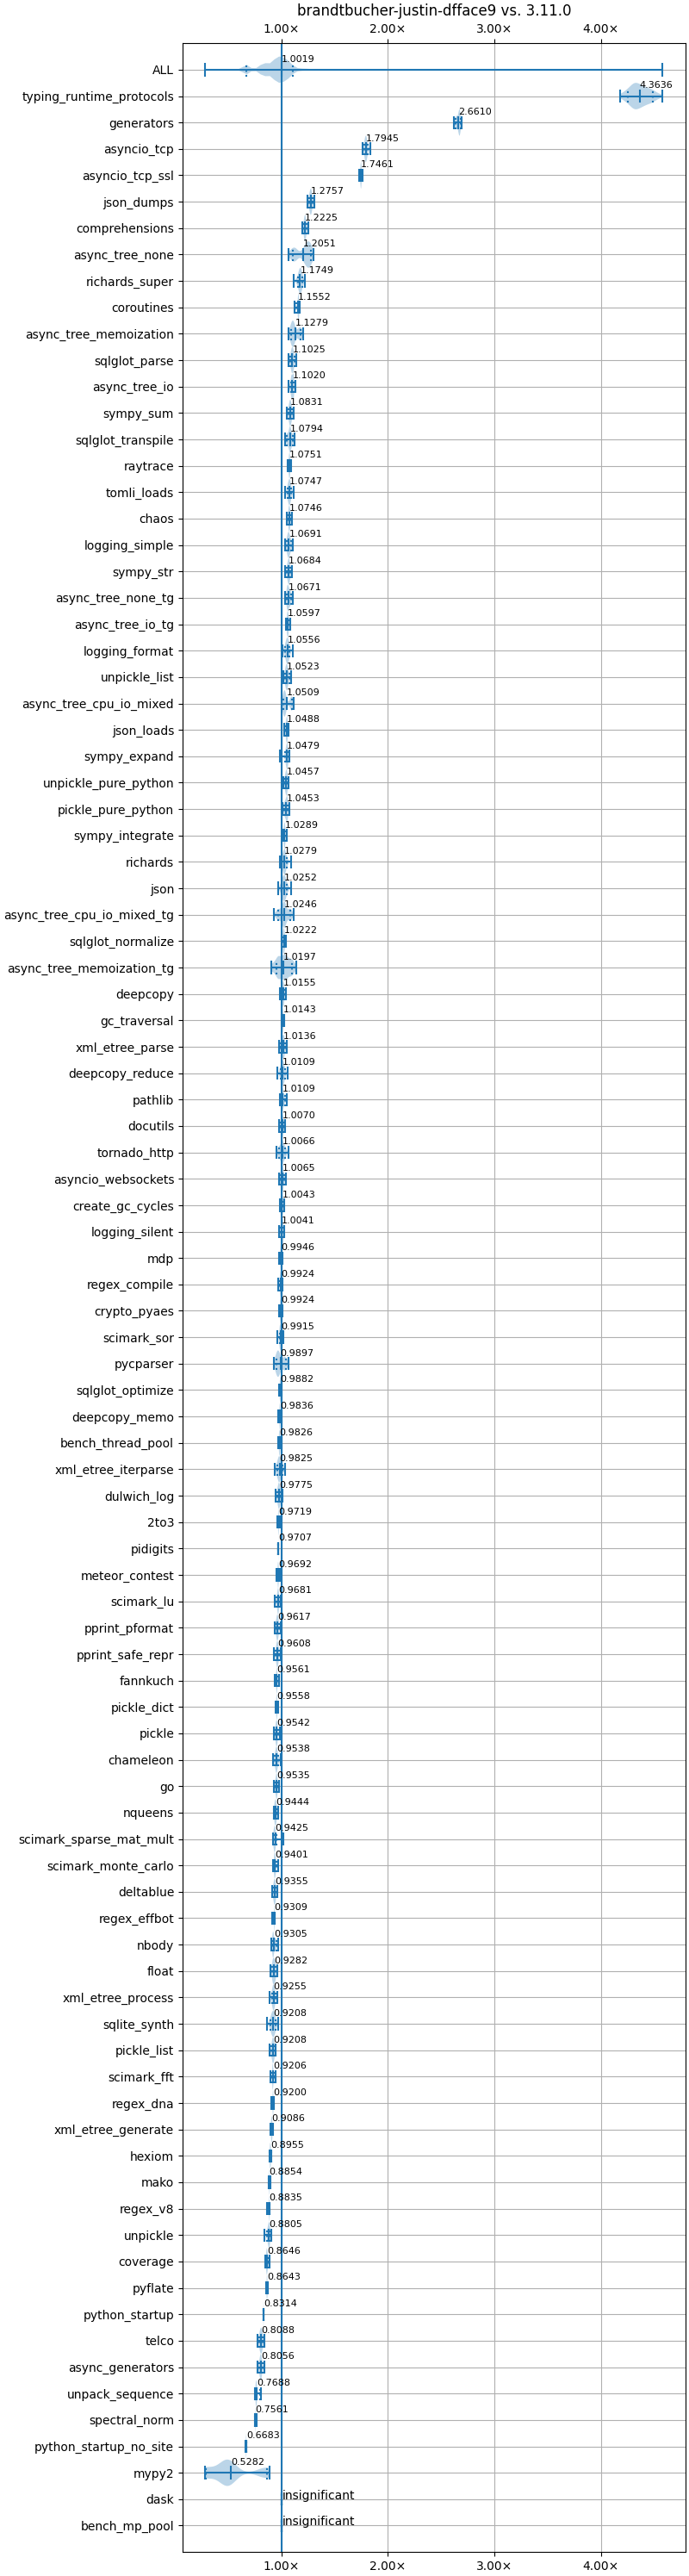 brandtbucher-justin-dfface9 vs. 3.11.0
1.00× 2.00× 3.00× 4.00×
ALL 1.0019
typing_runtime_protocols 4.3636
generators 2.6610
asyncio_tcp 1.7945
asyncio_tcp_ssl 1.7461
json_dumps 1.2757
comprehensions 1.2225
async_tree_none 1.2051
richards_super 1.1749
coroutines 1.1552
async_tree_memoization 1.1279
sqlglot_parse 1.1025
async_tree_io 1.1020
sympy_sum 1.0831
sqlglot_transpile 1.0794
raytrace 1.0751
tomli_loads 1.0747
chaos 1.0746
logging_simple 1.0691
sympy_str 1.0684
async_tree_none_tg 1.0671
async_tree_io_tg 1.0597
logging_format 1.0556
unpickle_list 1.0523
async_tree_cpu_io_mixed 1.0509
json_loads 1.0488
sympy_expand 1.0479
unpickle_pure_python 1.0457
pickle_pure_python 1.0453
sympy_integrate 1.0289
richards 1.0279
json 1.0252
async_tree_cpu_io_mixed_tg 1.0246
sqlglot_normalize 1.0222
async_tree_memoization_tg 1.0197
deepcopy 1.0155
gc_traversal 1.0143
xml_etree_parse 1.0136
deepcopy_reduce 1.0109
pathlib 1.0109
docutils 1.0070
tornado_http 1.0066
asyncio_websockets 1.0065
create_gc_cycles 1.0043
logging_silent 1.0041
mdp 0.9946
regex_compile 0.9924
crypto_pyaes 0.9924
scimark_sor 0.9915
pycparser 0.9897
sqlglot_optimize 0.9882
deepcopy_memo 0.9836
bench_thread_pool 0.9826
xml_etree_iterparse 0.9825
dulwich_log 0.9775
2to3 0.9719
pidigits 0.9707
meteor_contest 0.9692
scimark_lu 0.9681
pprint_pformat 0.9617
pprint_safe_repr 0.9608
fannkuch 0.9561
pickle_dict 0.9558
pickle 0.9542
chameleon 0.9538
go 0.9535
nqueens 0.9444
scimark_sparse_mat_mult 0.9425
scimark_monte_carlo 0.9401
deltablue 0.9355
regex_effbot 0.9309
nbody 0.9305
float 0.9282
xml_etree_process 0.9255
sqlite_synth 0.9208
pickle_list 0.9208
scimark_fft 0.9206
regex_dna 0.9200
xml_etree_generate 0.9086
hexiom 0.8955
mako 0.8854
regex_v8 0.8835
unpickle 0.8805
coverage 0.8646
pyflate 0.8643
python_startup 0.8314
telco 0.8088
async_generators 0.8056
unpack_sequence 0.7688
spectral_norm 0.7561
python_startup_no_site 0.6683
mypy2 0.5282
dask insignificant
bench_mp_pool insignificant
1.00× 2.00× 3.00× 4.00×